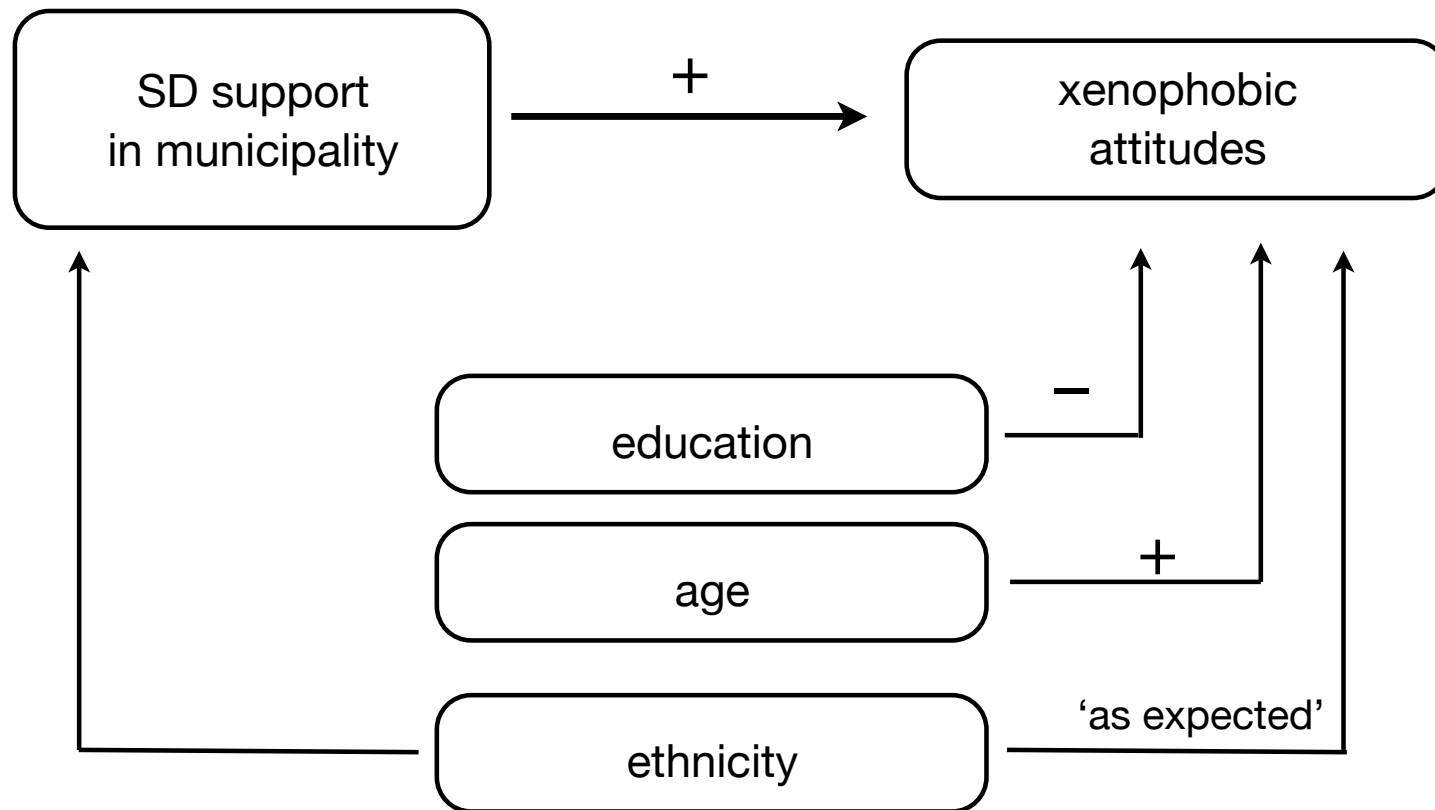 SD support
in municipality
+
xenophobic
attitudes
education
−
age
+
ethnicity
‘as expected’